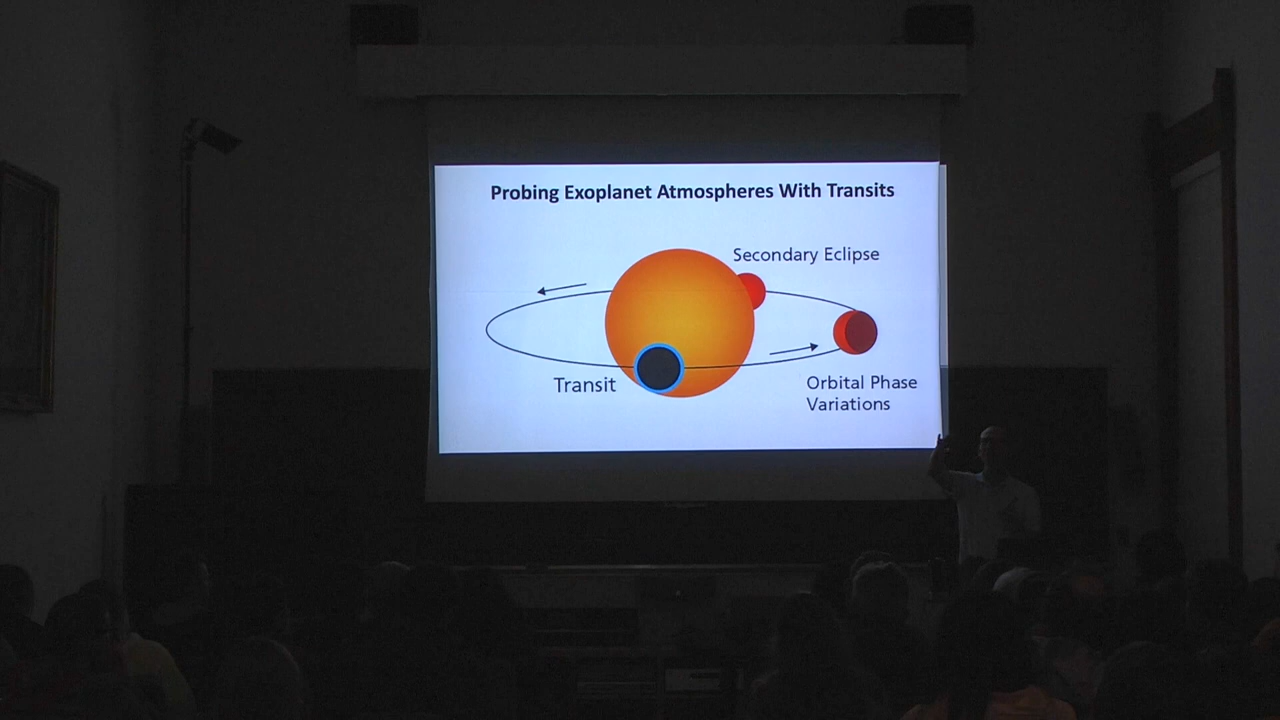 Probing Exoplanet Atmospheres With Transits
Secondary Eclipse
Transit
Orbital Phase
Variations